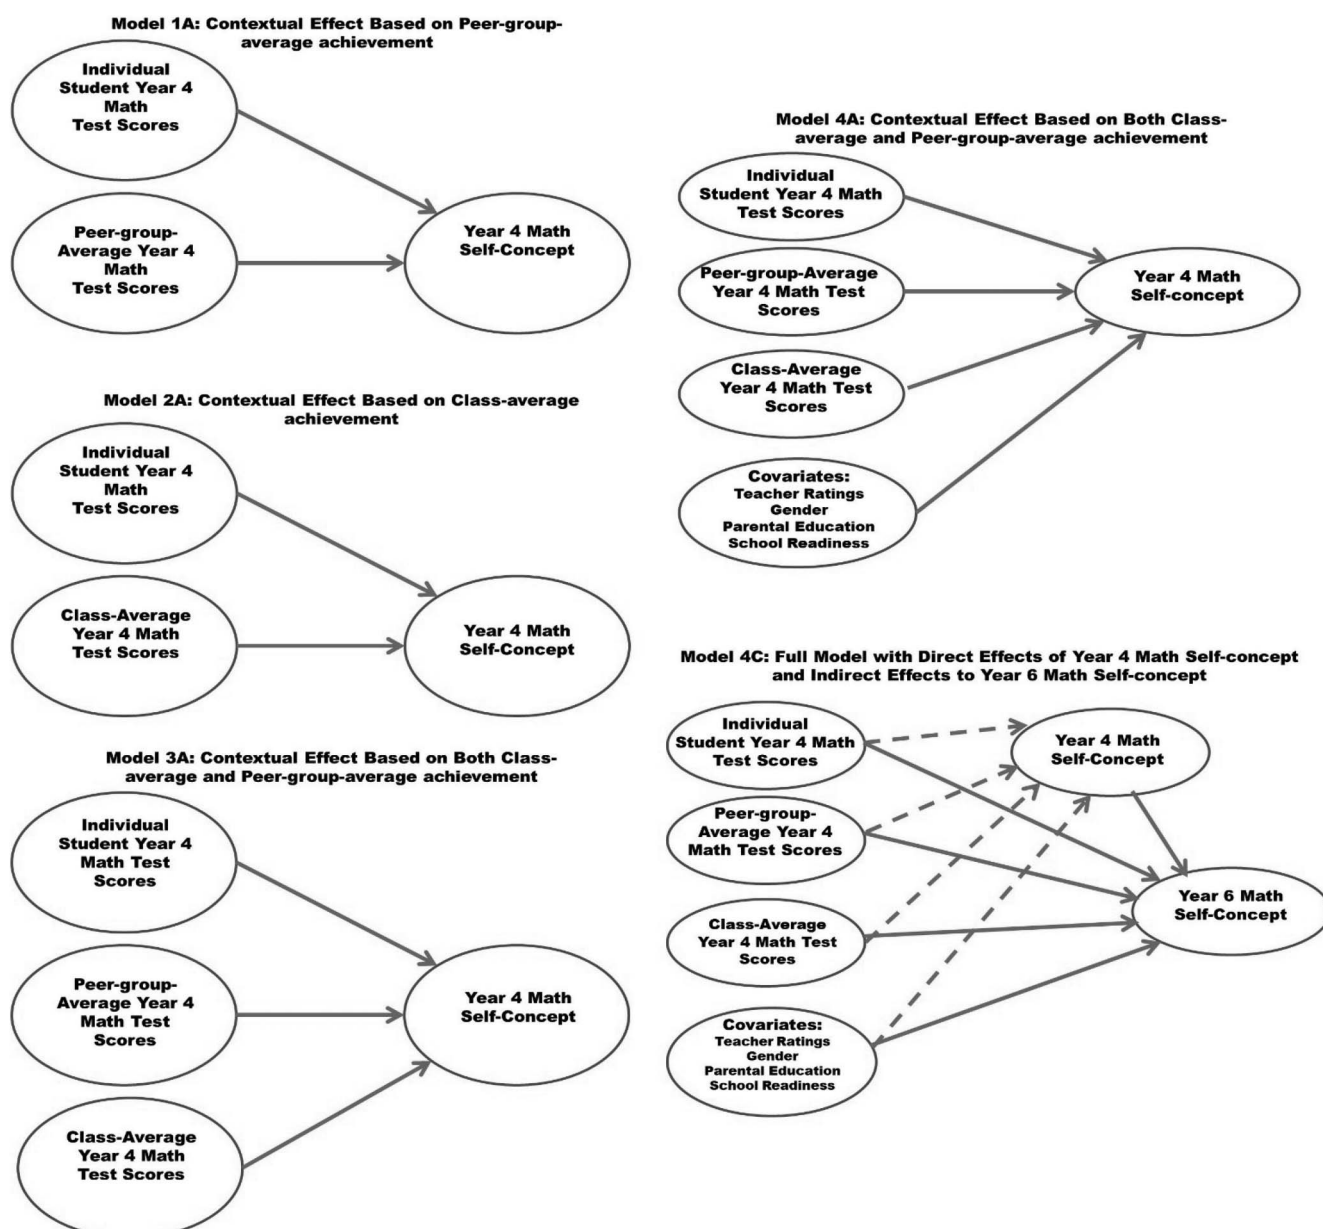 Model 1A: Contextual Effect Based on Peer-group-
average achievement
Individual
Student Year 4
Math
Test Scores
Peer-group-
Average Year 4
Math
Test Scores
Year 4 Math
Self-Concept
Model 2A: Contextual Effect Based on Class-average
achievement
Individual
Student Year 4
Math
Test Scores
Class-Average
Year 4 Math
Test Scores
Year 4 Math
Self-Concept
Model 3A: Contextual Effect Based on Both Class-
average and Peer-group-average achievement
Individual
Student Year 4
Math Test
Scores
Peer-group-
Average Year 4
Math Test
Scores
Class-Average
Year 4 Math
Test Scores
Year 4 Math
Self-Concept
Model 4A: Contextual Effect Based on Both Class-
average and Peer-group-average achievement
Individual
Student Year 4 Math
Test Scores
Peer-group-Average
Year 4 Math Test
Scores
Class-Average
Year 4 Math Test
Scores
Covariates:
Teacher Ratings
Gender
Parental Education
School Readiness
Year 4 Math
Self-concept
Model 4C: Full Model with Direct Effects of Year 4 Math Self-concept
and Indirect Effects to Year 6 Math Self-concept
Individual
Student Year 4 Math
Test Scores
Peer-group-
Average Year 4
Math Test Scores
Class-Average
Year 4 Math Test
Scores
Covariates:
Teacher Ratings
Gender
Parental Education
School Readiness
Year 4 Math
Self-Concept
Year 6 Math
Self-Concept